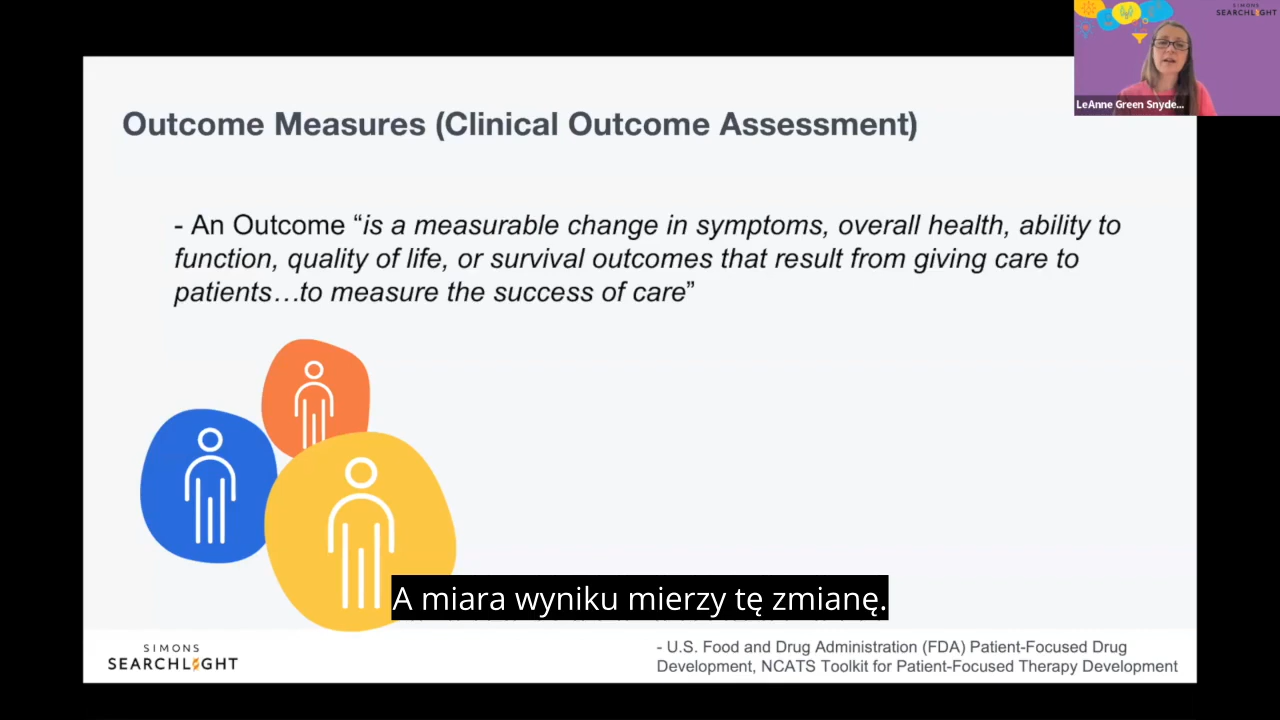 SIMONS
SEARCHLIGHT
LeAnne Green Snyde...
Outcome Measures (Clinical Outcome Assessment)
- An Outcome “is a measurable change in symptoms, overall health, ability to
function, quality of life, or survival outcomes that result from giving care to
patients…to measure the success of care”
A miara wyniku mierzy tę zmianę.
SIMONS
SEARCHLIGHT
- U.S. Food and Drug Administration (FDA) Patient-Focused Drug
Development, NCATS Toolkit for Patient-Focused Therapy Development